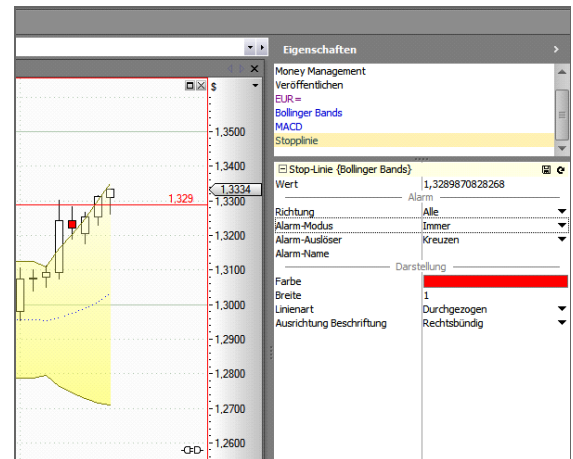 Eigenschaften
Money Management
Veröffentlichen
EUR=
Bollinger Bands
MACD
Stopplinie
Stop-Linie {Bollinger Bands}
Wert 1,3289870828268
Alarm
Richtung Alle
Alarm-Modus Immer
Alarm-Auslöser Kreuzen
Alarm-Name
Darstellung
Farbe
Breite 1
Linienart Durchgezogen
Ausrichtung Beschriftung Rechtsbündig
$
1,3500
1,3400
1,3334
1,329
1,3300
1,3200
1,3100
1,3000
1,2900
1,2800
1,2700
1,2600